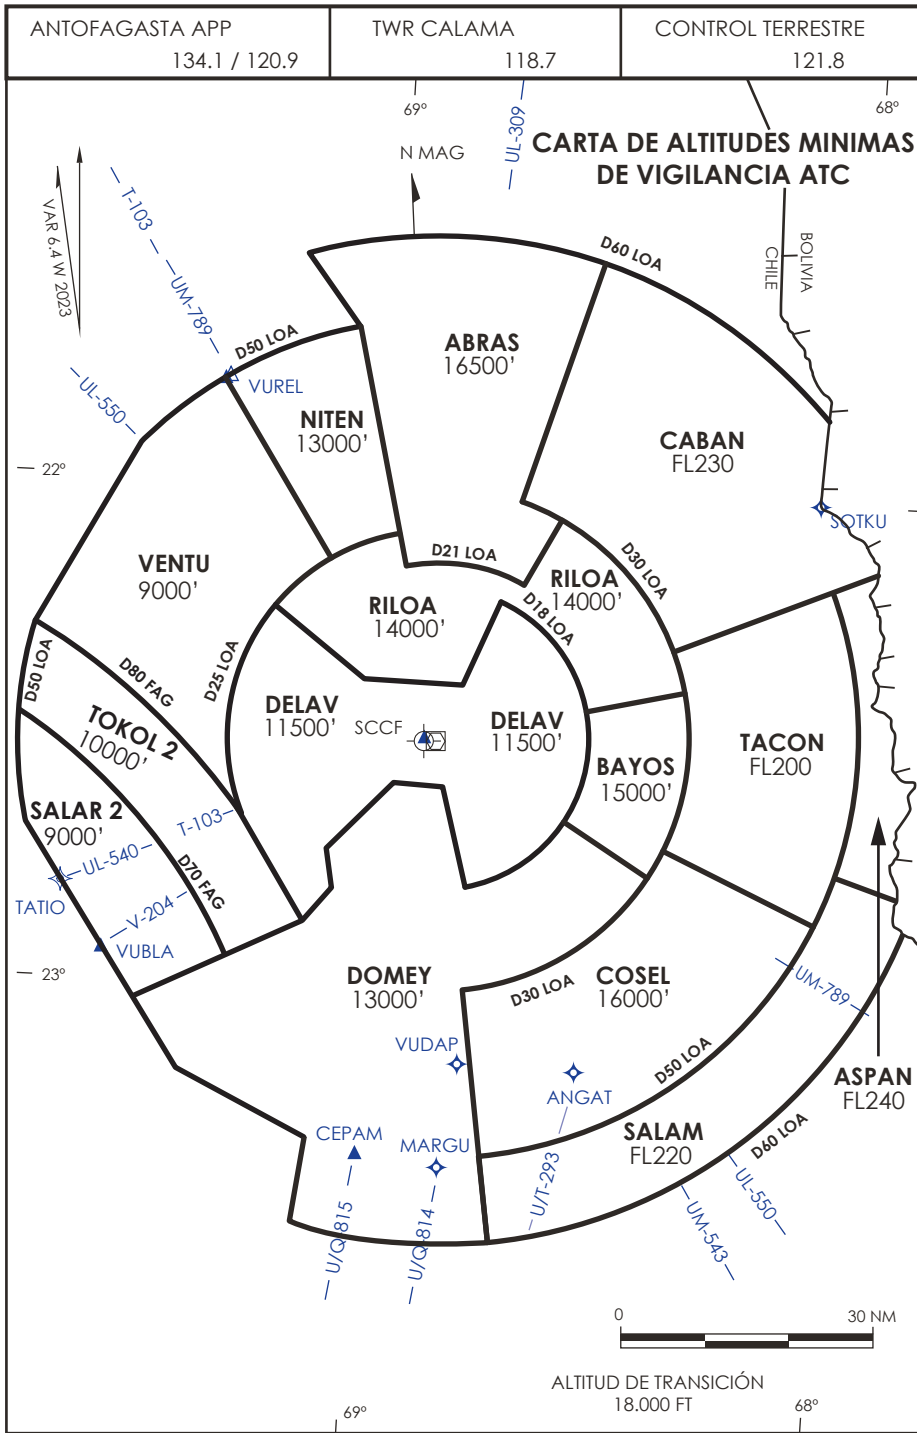 ANTOFAGASTA APP
134.1 / 120.9
TWR CALAMA
118.7
CONTROL TERRESTRE
121.8
69º
68º
UL-309
CARTA DE ALTITUDES MINIMAS
DE VIGILANCIA ATC
N MAG
VAR 6.4 W 2023
T-103
UM-789
BOLIVIA
CHILE
D60 LOA
D50 LOA
ABRAS
16500’
VUREL
UL-550
NITEN
13000’
CABAN
FL230
22º
SOTKU
D21 LOA
D30 LOA
VENTU
9000’
RILOA
14000’
RILOA
14000’
D18 LOA
D50 LOA
D80 FAG
D25 LOA
DELAV
11500’
SCCF
DELAV
11500’
TOKOL 2
10000’
TACON
FL200
BAYOS
15000’
SALAR 2
9000’
T-103
UL-540
D70 FAG
TATIO
V-204
VUBLA
23º
DOMEY
13000’
COSEL
16000’
D30 LOA
UM-789
VUDAP
D50 LOA
ANGAT
ASPAN
FL240
CEPAM
MARGU
SALAM
FL220
D60 LOA
U/T-293
UL-550
UM-543
U/Q-815
U/Q-814
0
30 NM
ALTITUD DE TRANSICIÓN
18.000 FT
69º
68º